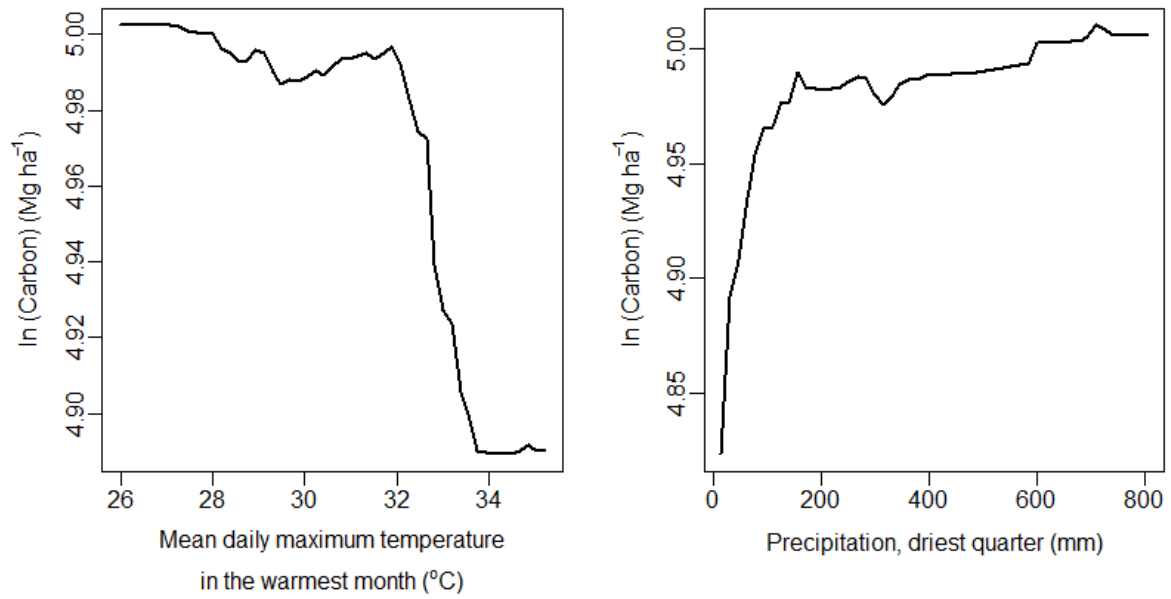 ln (Carbon) (Mg ha⁻¹)
5.00
4.98
4.96
4.94
4.92
4.90
26 28 30 32 34
Mean daily maximum temperature
in the warmest month (°C)
ln (Carbon) (Mg ha⁻¹)
5.00
4.95
4.90
4.85
0 200 400 600 800
Precipitation, driest quarter (mm)